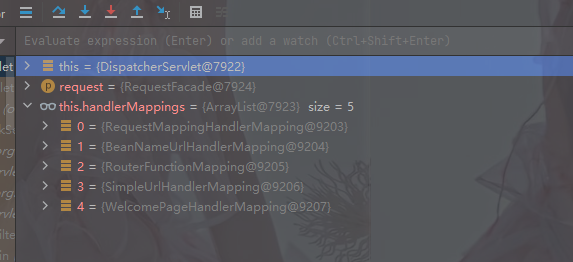 or
Evaluate expression (Enter) or add a watch (Ctrl+Shift+Enter)
this = {DispatcherServlet@7922}
request = {RequestFacade@7924}
this.handlerMappings = {ArrayList@7923} size = 5
0 = {RequestMappingHandlerMapping@9203}
1 = {BeanNameUrlHandlerMapping@9204}
2 = {RouterFunctionMapping@9205}
3 = {SimpleUrlHandlerMapping@9206}
4 = {WelcomePageHandlerMapping@9207}